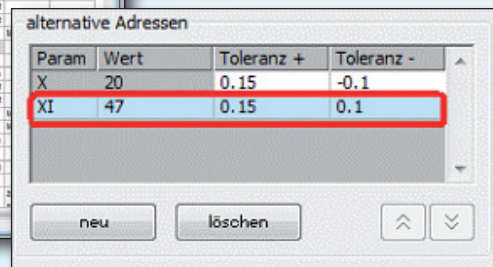 alternative Adressen
Param Wert Toleranz + Toleranz -
X 20 0.15 -0.1
XI 47 0.15 0.1
neu löschen